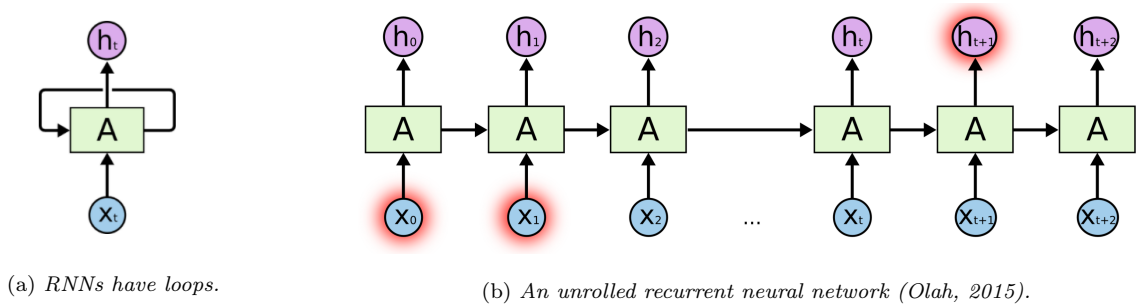 hₜ
A
xₜ
(a) RNNs have loops.
h₀ h₁ h₂ hₜ hₜ₊₁ hₜ₊₂
A A A A A A
x₀ x₁ x₂ ... xₜ xₜ₊₁ xₜ₊₂
(b) An unrolled recurrent neural network (Olah, 2015).